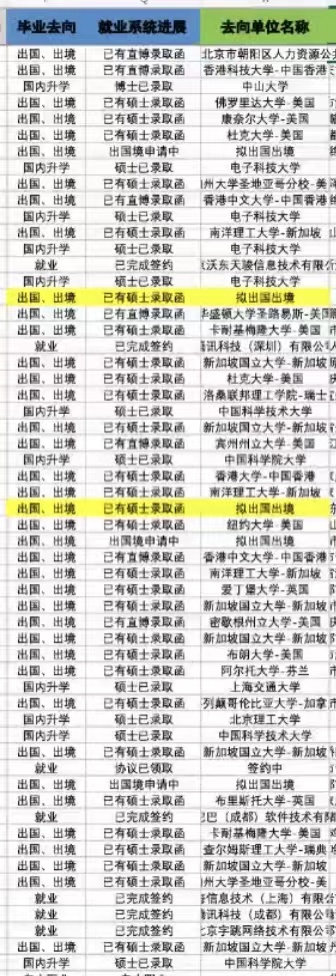 毕业去向 就业系统进展 去向单位名称
出国、出境 已有直博录取函 北京市朝阳区人力资源公
出国、出境 已有直博录取函 香港科技大学-中国香港
国内升学 博士已录取 中山大学
出国、出境 已有硕士录取函 佛罗里达大学-美国
出国、出境 已有硕士录取函 康奈尔大学-美国
出国、出境 已有硕士录取函 杜克大学-美国
出国、出境 出国境申请中 拟出国出境
国内升学 硕士已录取 电子科技大学
出国、出境 已有硕士录取函 州大学圣地亚哥分校-美
出国、出境 已有直博录取函 香港中文大学-中国香港
国内升学 硕士已录取 电子科技大学
出国、出境 已有硕士录取函 南洋理工大学-新加坡
国内升学 硕士已录取 电子科技大学
就业 已完成签约 沃东天骏信息技术有限
国内升学 硕士已录取 电子科技大学
出国、出境 已有硕士录取函 拟出国出境
出国、出境 已有直博录取函 华盛顿大学圣路易斯-美国
出国、出境 已有硕士录取函 卡耐基梅隆大学-美国
就业 已完成签约 讯科技（深圳）有限公
出国、出境 已有硕士录取函 新加坡国立大学-新加坡
出国、出境 已有硕士录取函 杜克大学-美国
出国、出境 已有硕士录取函 洛桑联邦理工学院-瑞士
国内升学 硕士已录取 中国科学技术大学
出国、出境 已有硕士录取函 新加坡国立大学-新加坡
出国、出境 已有直博录取函 宾州州立大学-美国
国内升学 硕士已录取 中国科学院大学
出国、出境 已有硕士录取函 香港大学-中国香港
出国、出境 已有硕士录取函 南洋理工大学-新加坡
出国、出境 已有硕士录取函 拟出国出境
出国、出境 已有硕士录取函 纽约大学-美国
出国、出境 出国境申请中 拟出国出境
出国、出境 已有直博录取函 香港中文大学-中国香港
出国、出境 已有硕士录取函 南洋理工大学-新加坡
出国、出境 已有硕士录取函 爱丁堡大学-英国
出国、出境 已有硕士录取函 新加坡国立大学-新加坡
出国、出境 已有直博录取函 密歇根州立大学-美国
出国、出境 已有硕士录取函 新加坡国立大学-新加坡
出国、出境 已有硕士录取函 布朗大学-美国
出国、出境 已有硕士录取函 阿尔托大学-芬兰
国内升学 硕士已录取 上海交通大学
出国、出境 已有硕士录取函 列颠哥伦比亚大学-加拿
国内升学 硕士已录取 北京理工大学
国内升学 硕士已录取 中国科学技术大学
出国、出境 已有硕士录取函 新加坡国立大学-新加坡
就业 协议已领取 签约中
出国、出境 出国境申请中 拟出国出境
出国、出境 已有硕士录取函 布里斯托大学-英国
就业 已完成签约 巴（成都）软件技术有
出国、出境 已有硕士录取函 卡耐基梅隆大学-美国
出国、出境 已有硕士录取函 查尔姆斯理工大学-瑞典
出国、出境 已有硕士录取函 新加坡国立大学-新加坡
出国、出境 已有硕士录取函 州大学圣地亚哥分校-美
就业 已完成签约 信息技术（上海）有限公
就业 已完成签约 讯科技（成都）有限公司
就业 已完成签约 京字跳网络技术有限公
出国、出境 已有硕士录取函 新加坡国立大学-新加坡
国内升学 硕士已录取 中国科学院大学